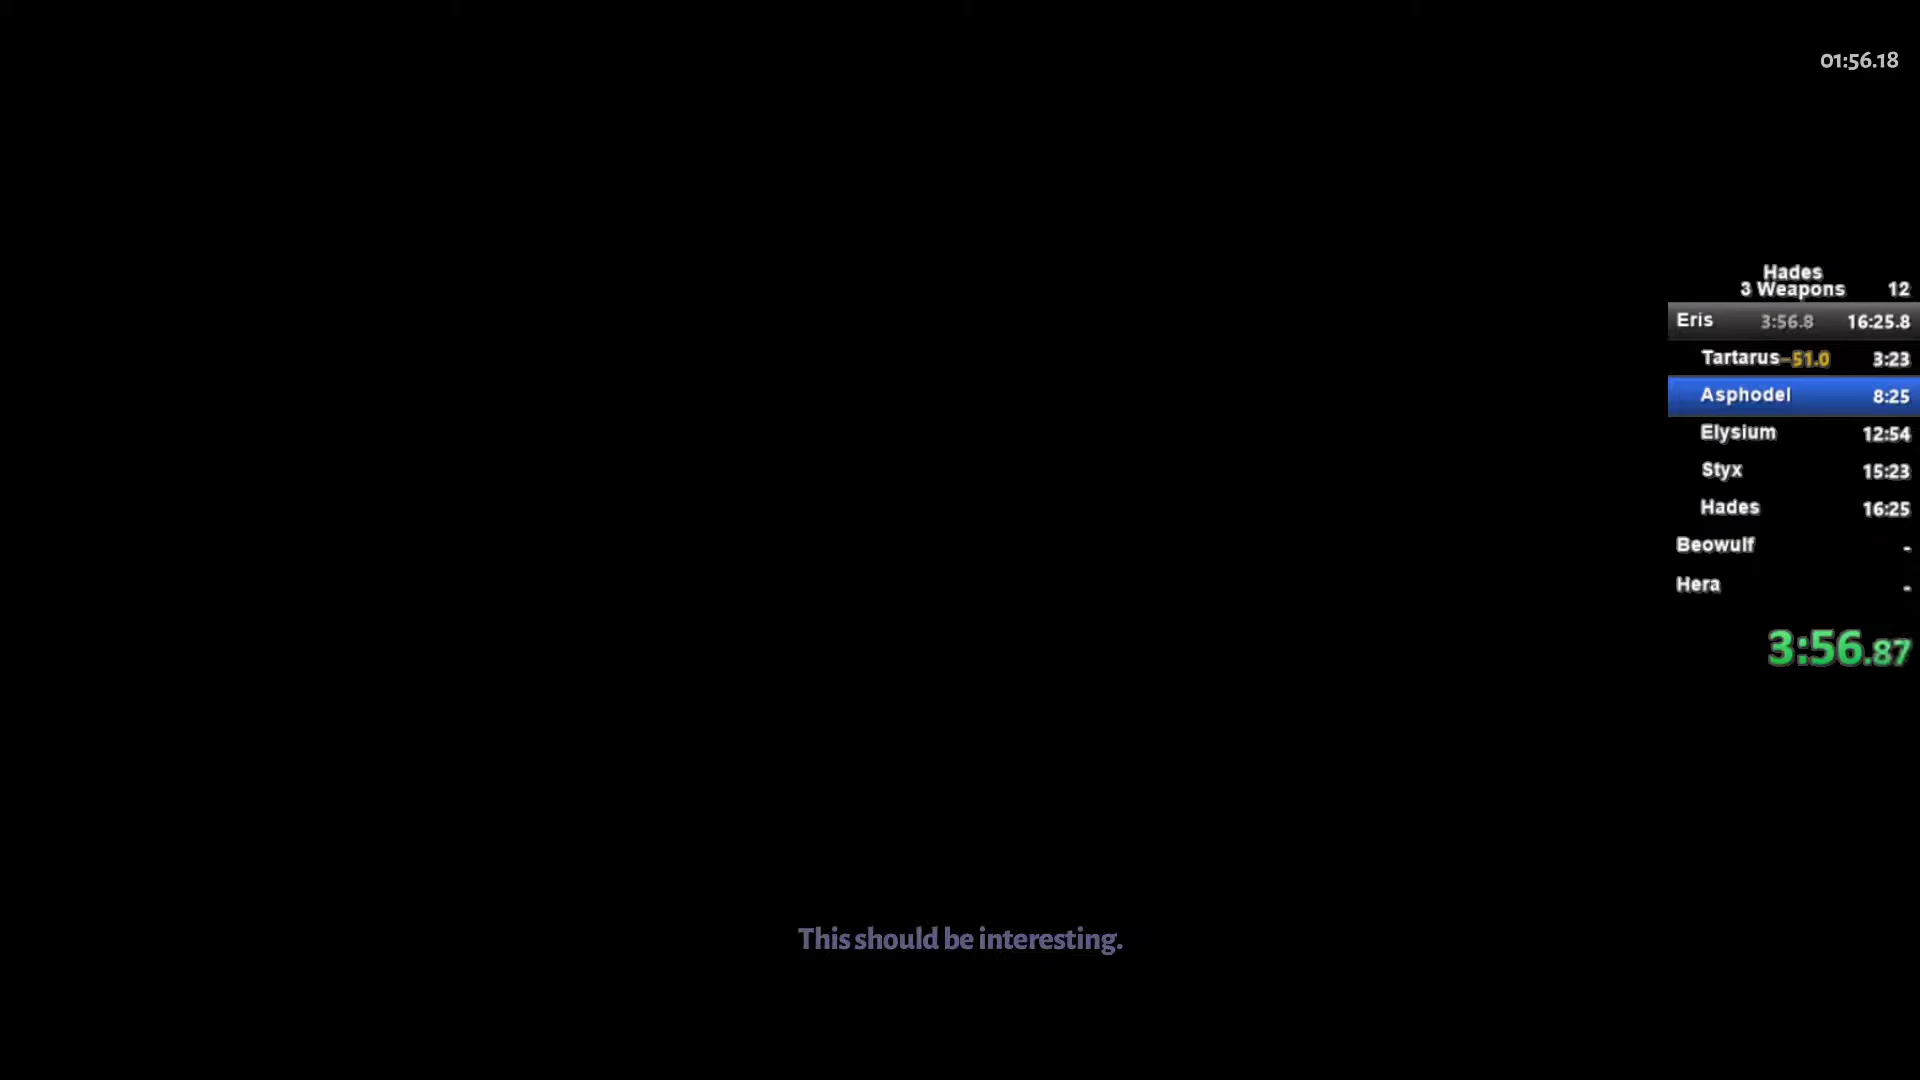 01:56.18
Hades
3 Weapons 12
Eris 3:56.8 16:25.8
Tartarus -51.0 3:23
Asphodel 8:25
Elysium 12:54
Styx 15:23
Hades 16:25
Beowulf -
Hera -
3:56.87
This should be interesting.